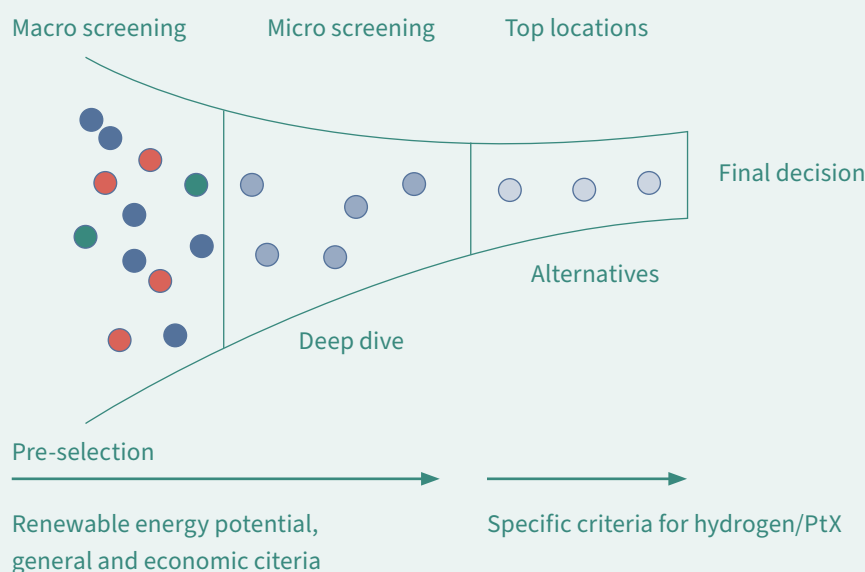 Macro screening
Micro screening
Top locations
Final decision
Alternatives
Deep dive
Pre-selection
Renewable energy potential,
general and economic citeria
Specific criteria for hydrogen/PtX